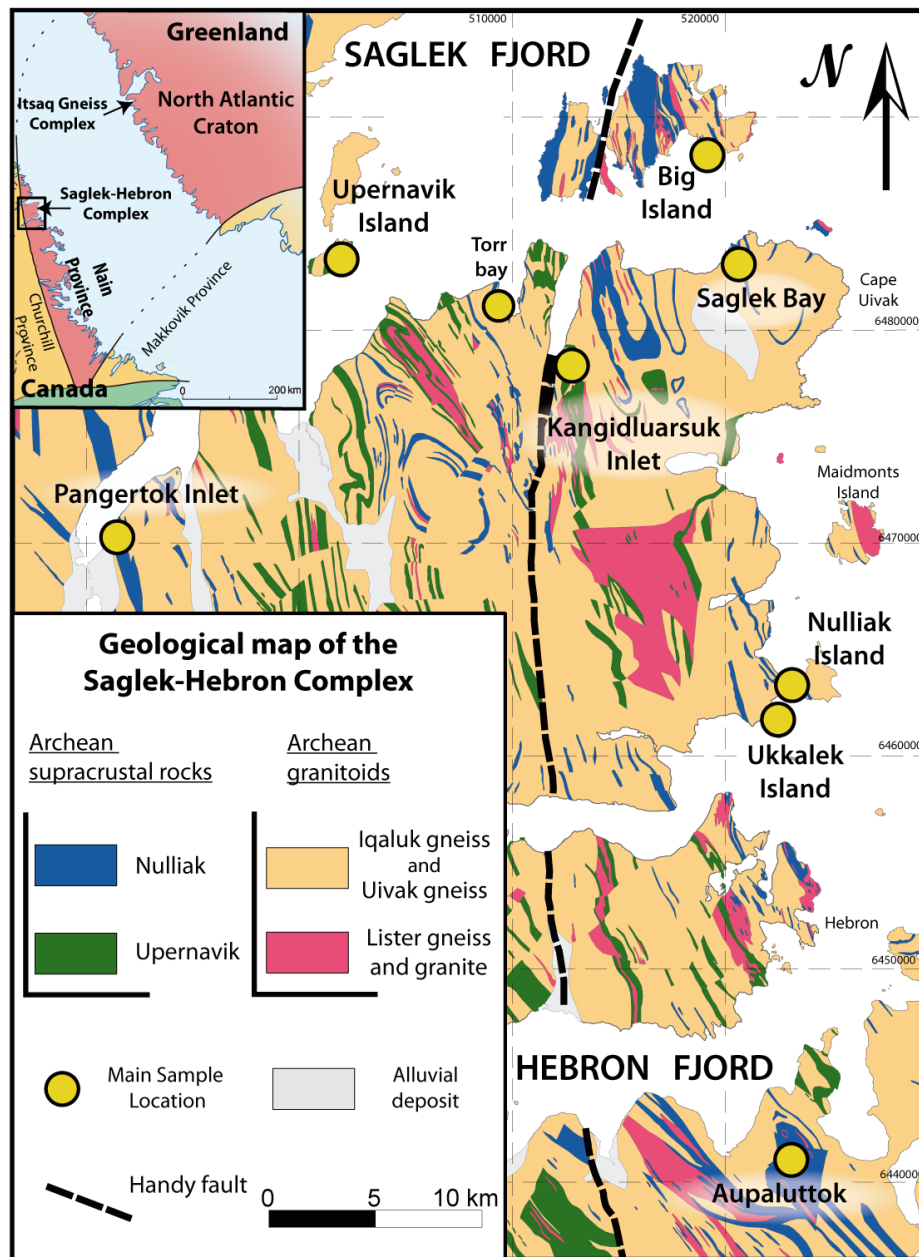 510000
520000
Greenland
North Atlantic
Craton
Itsaq Gneiss
Complex
Saglek-Hebron
Complex
Nain
Province
Churchill
Province
Makkovik Province
Canada
0
200 km
SAGLEK FJORD
N
Upernavik
Island
Big
Island
Torr
bay
Saglek Bay
Cape
Uivak
6480000
Kangidluarsuk
Inlet
Pangertok Inlet
Maidmonts
Island
6470000
Nulliak
Island
Ukkalek
Island
6460000
Hebron
6450000
HEBRON FJORD
6440000
Aupaluttok
Geological map of the
Saglek-Hebron Complex
Archean
supracrustal rocks
Nulliak
Upernavik
Archean
granitoids
Iqaluk gneiss
and
Uivak gneiss
Lister gneiss
and granite
Main Sample
Location
Alluvial
deposit
Handy fault
0
5
10 km